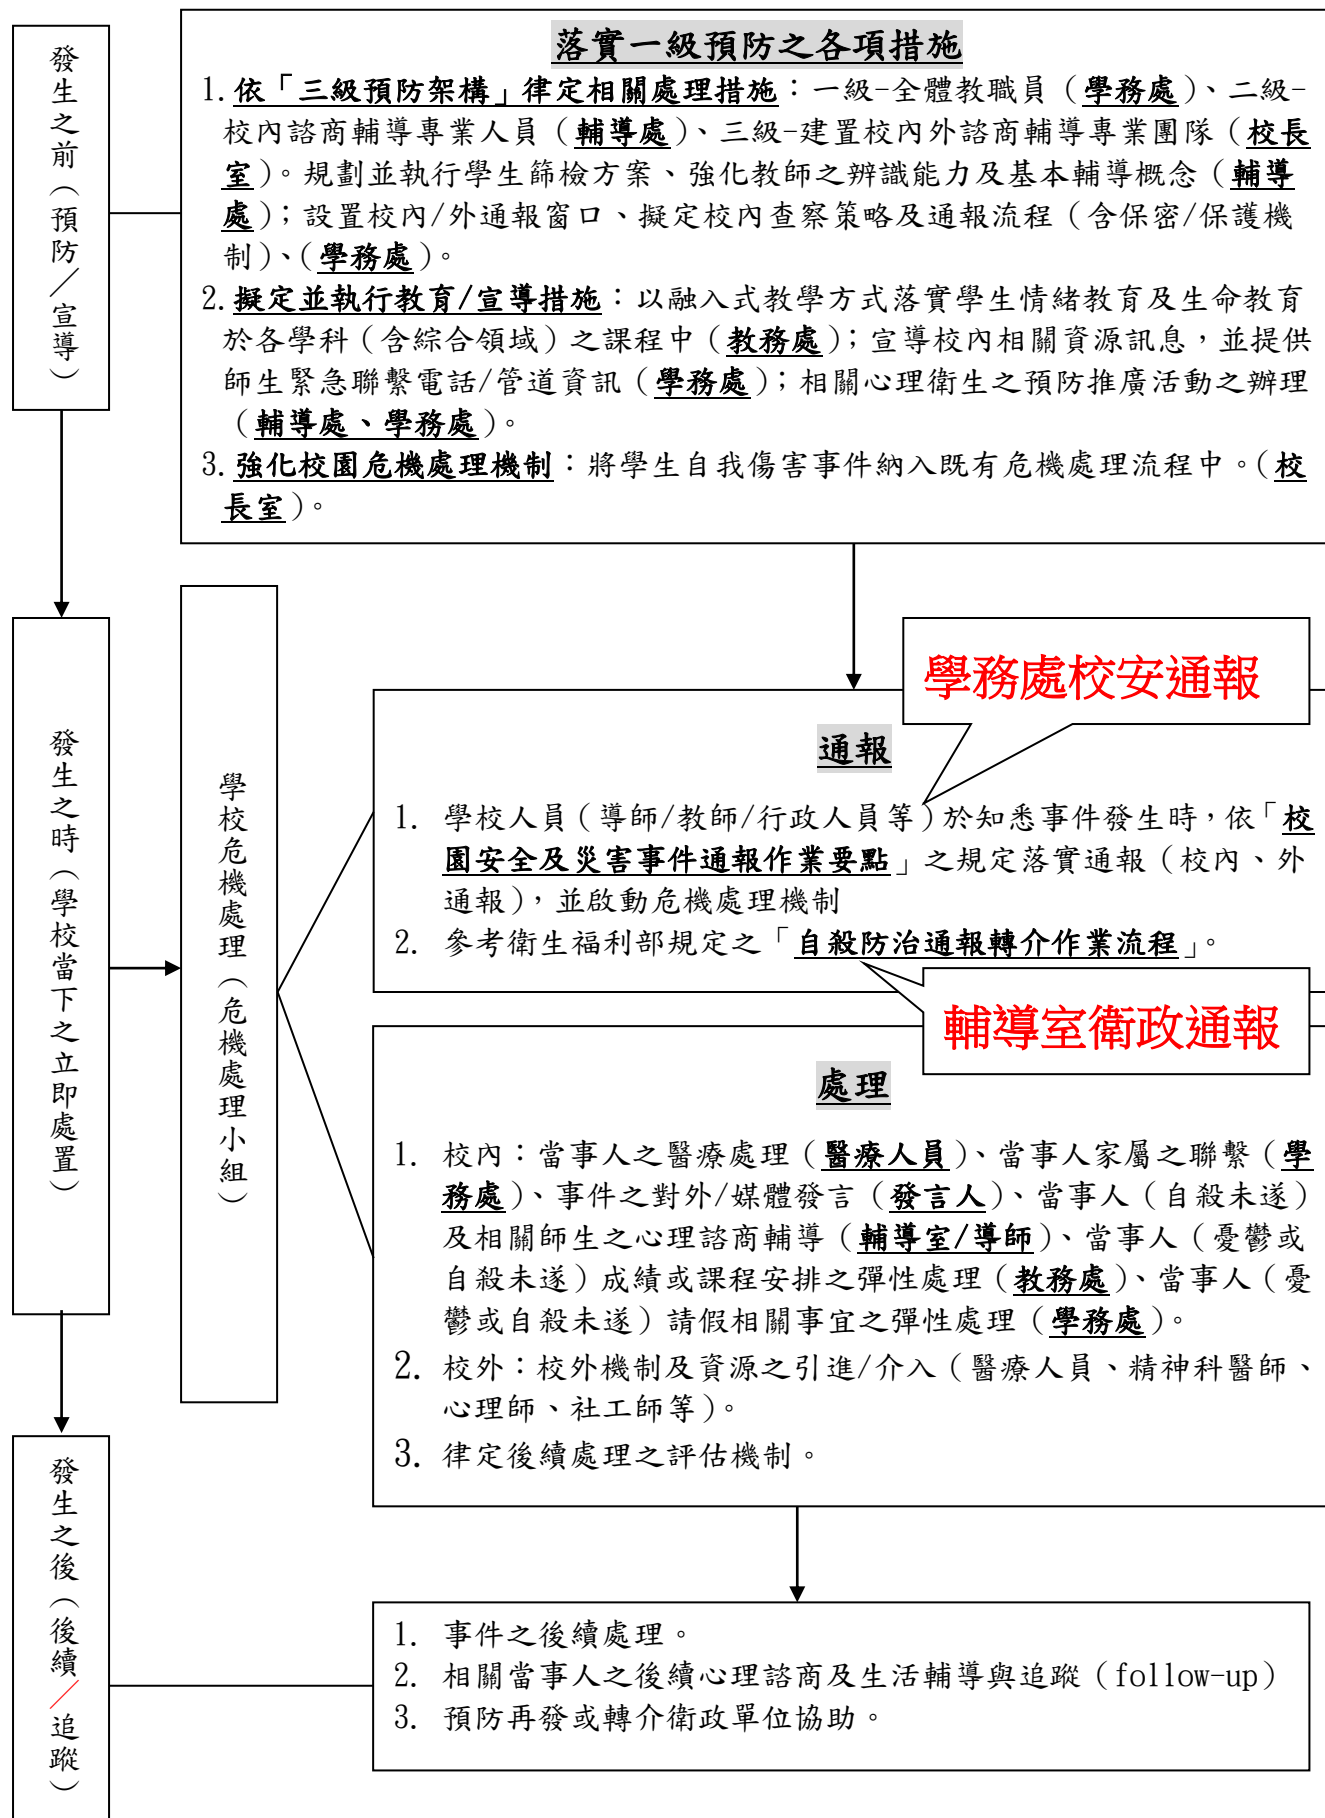 發生之前（預防／宣導）
落實一級預防之各項措施
1.依「三級預防架構」律定相關處理措施：一級-全體教職員（學務處）、二級-
校內諮商輔導專業人員（輔導處）、三級-建置校內外諮商輔導專業團隊（校長
室）。規劃並執行學生篩檢方案、強化教師之辨識能力及基本輔導概念（輔導
處）；設置校內/外通報窗口、擬定校內查察策略及通報流程（含保密/保護機
制）、（學務處）。
2.擬定並執行教育/宣導措施：以融入式教學方式落實學生情緒教育及生命教育
於各學科（含綜合領域）之課程中（教務處）；宣導校內相關資源訊息，並提供
師生緊急聯繫電話/管道資訊（學務處）；相關心理衛生之預防推廣活動之辦理
（輔導處、學務處）。
3.強化校園危機處理機制：將學生自我傷害事件納入既有危機處理流程中。（校
長室）。
發生之時（學校當下之立即處置）
學校危機處理（危機處理小組）
學務處校安通報
通報
1. 學校人員（導師/教師/行政人員等）於知悉事件發生時，依「校
園安全及災害事件通報作業要點」之規定落實通報（校內、外
通報），並啟動危機處理機制
2. 參考衛生福利部規定之「自殺防治通報轉介作業流程」。
輔導室衛政通報
處理
1. 校內：當事人之醫療處理（醫療人員）、當事人家屬之聯繫（學
務處）、事件之對外/媒體發言（發言人）、當事人（自殺未遂）
及相關師生之心理諮商輔導（輔導室/導師）、當事人（憂鬱或
自殺未遂）成績或課程安排之彈性處理（教務處）、當事人（憂
鬱或自殺未遂）請假相關事宜之彈性處理（學務處）。
2. 校外：校外機制及資源之引進/介入（醫療人員、精神科醫師、
心理師、社工師等）。
3. 律定後續處理之評估機制。
發生之後（後續／追蹤）
1. 事件之後續處理。
2. 相關當事人之後續心理諮商及生活輔導與追蹤（follow-up）
3. 預防再發或轉介衛政單位協助。